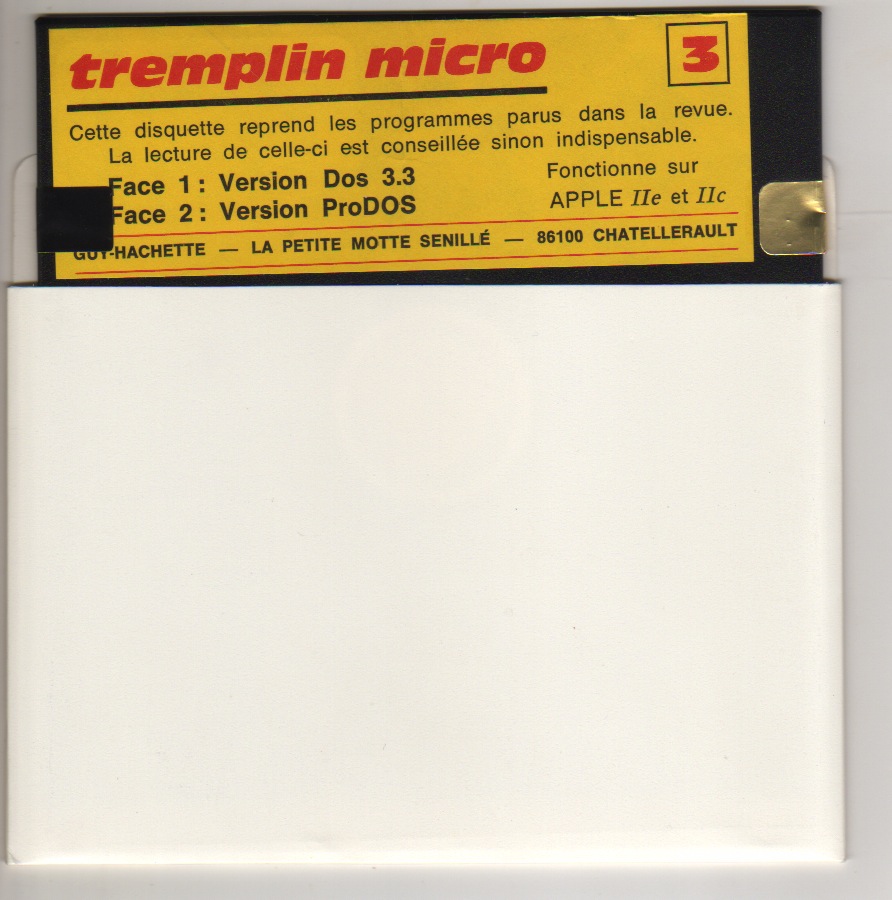 tremplin micro
3
Cette disquette reprend les programmes parus dans la revue.
La lecture de celle-ci est conseillée sinon indispensable.
Face 1 : Version Dos 3.3
Face 2 : Version ProDOS
Fonctionne sur
APPLE IIe et IIc
GUY-HACHETTE — LA PETITE MOTTE SENILLÉ — 86100 CHATELLERAULT